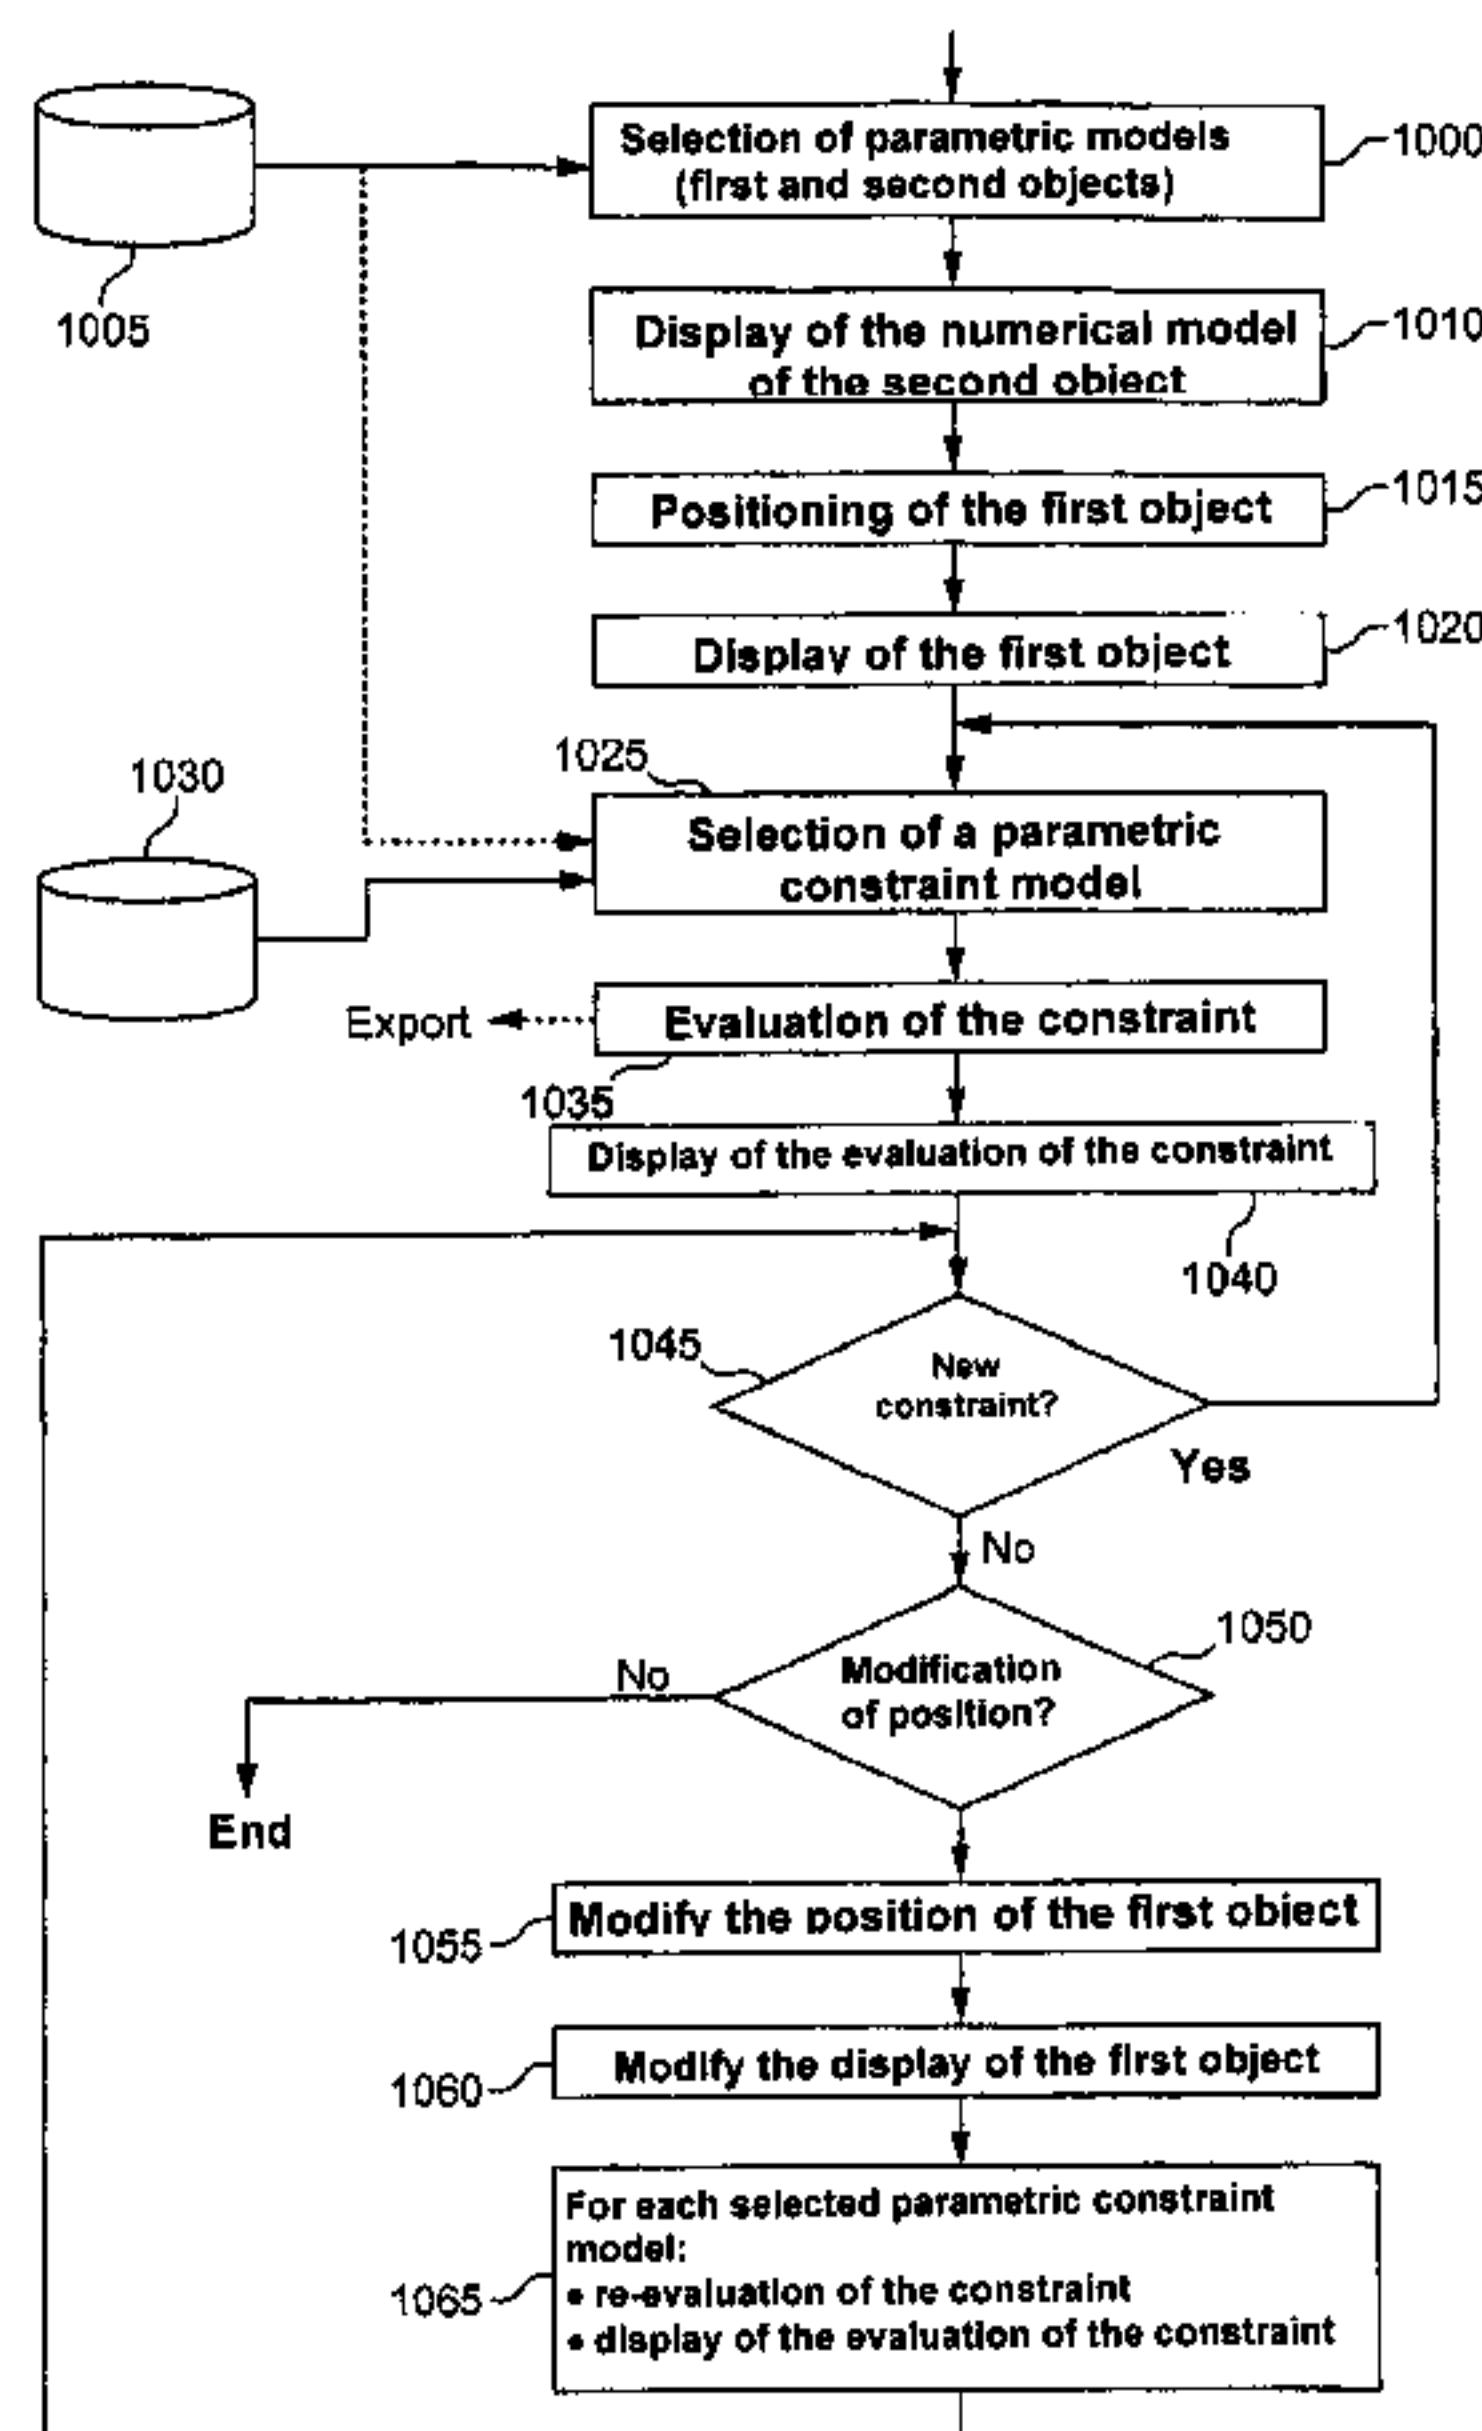 Selection of parametric models
(first and second objects)
1000
1005
Display of the numerical model
of the second object
1010
Positioning of the first object
1015
Display of the first object
1020
1025
1030
Selection of a parametric
constraint model
Export
Evaluation of the constraint
1035
Display of the evaluation of the constraint
1040
1045
New
constraint?
Yes
No
1050
No
Modification
of position?
End
Modify the position of the first object
1055
Modify the display of the first object
1060
For each selected parametric constraint
model:
• re-evaluation of the constraint
1065
• display of the evaluation of the constraint